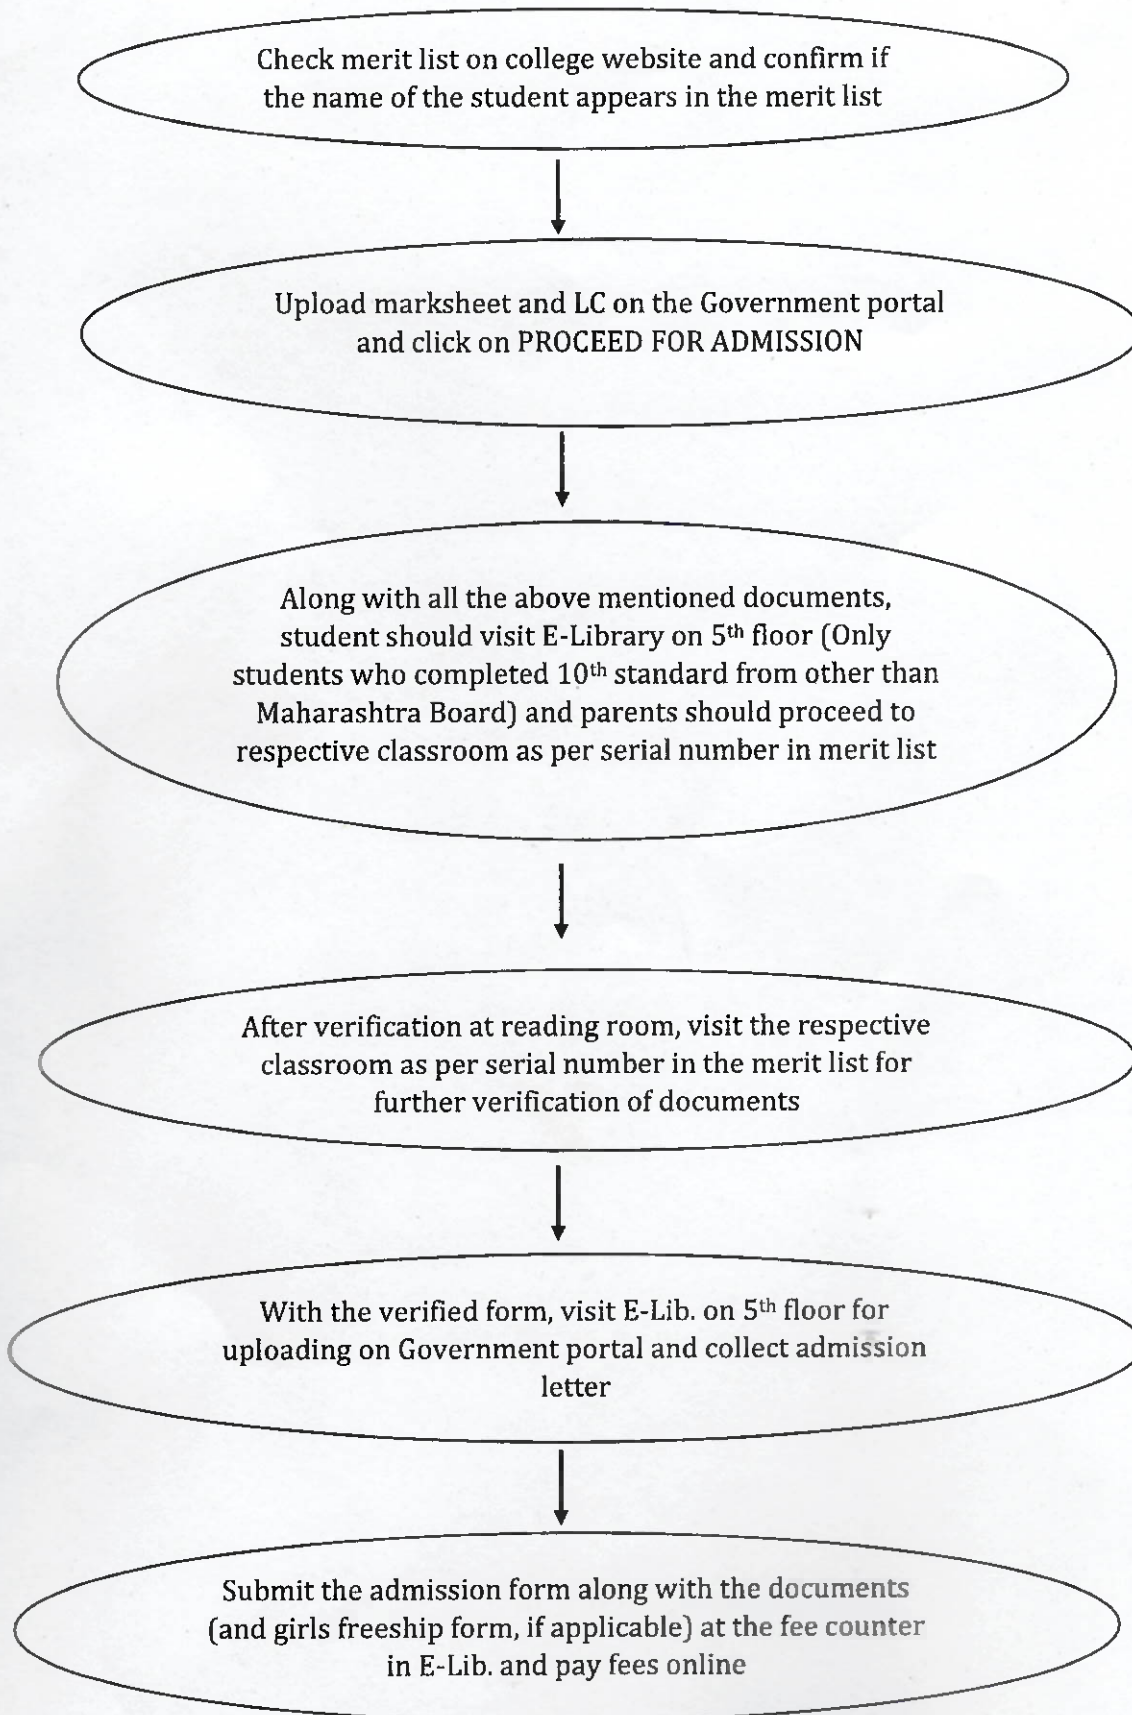 Check merit list on college website and confirm if
the name of the student appears in the merit list
Upload marksheet and LC on the Government portal
and click on PROCEED FOR ADMISSION
Along with all the above mentioned documents,
student should visit E-Library on 5th floor (Only
students who completed 10th standard from other than
Maharashtra Board) and parents should proceed to
respective classroom as per serial number in merit list
After verification at reading room, visit the respective
classroom as per serial number in the merit list for
further verification of documents
With the verified form, visit E-Lib. on 5th floor for
uploading on Government portal and collect admission
letter
Submit the admission form along with the documents
(and girls freeship form, if applicable) at the fee counter
in E-Lib. and pay fees online